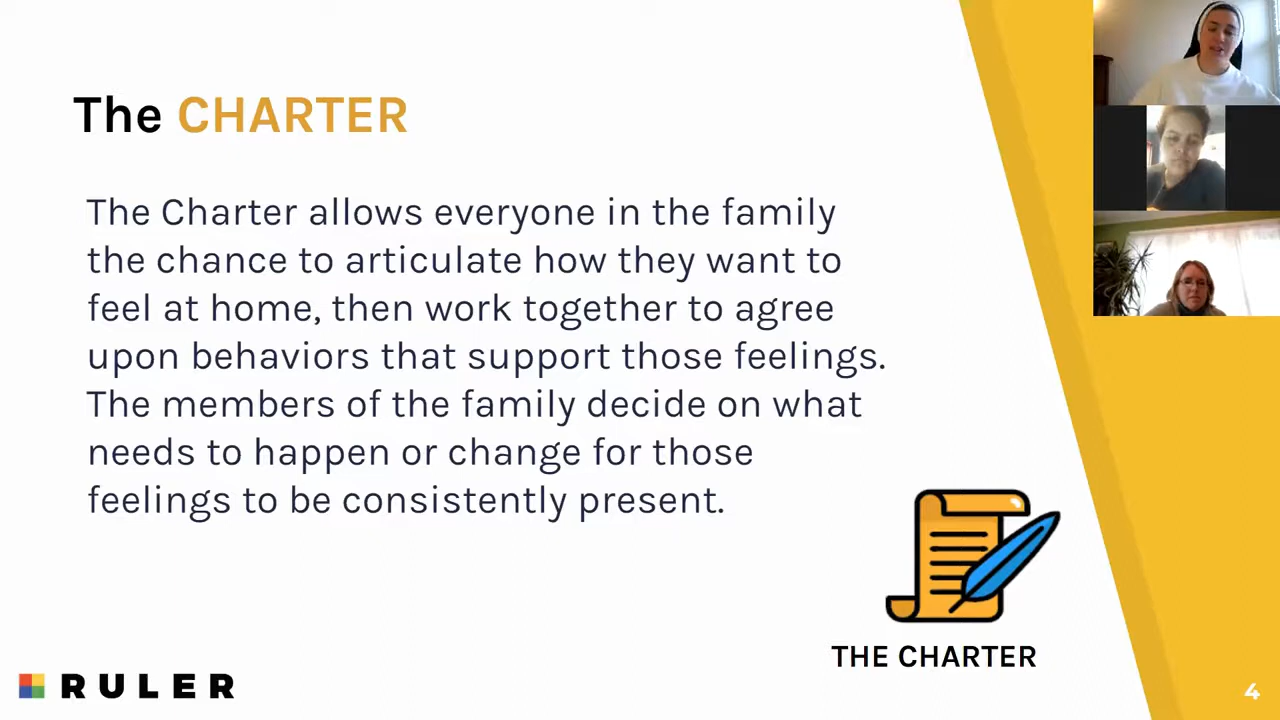 The CHARTER
The Charter allows everyone in the family
the chance to articulate how they want to
feel at home, then work together to agree
upon behaviors that support those feelings.
The members of the family decide on what
needs to happen or change for those
feelings to be consistently present.
THE CHARTER
RULER
4